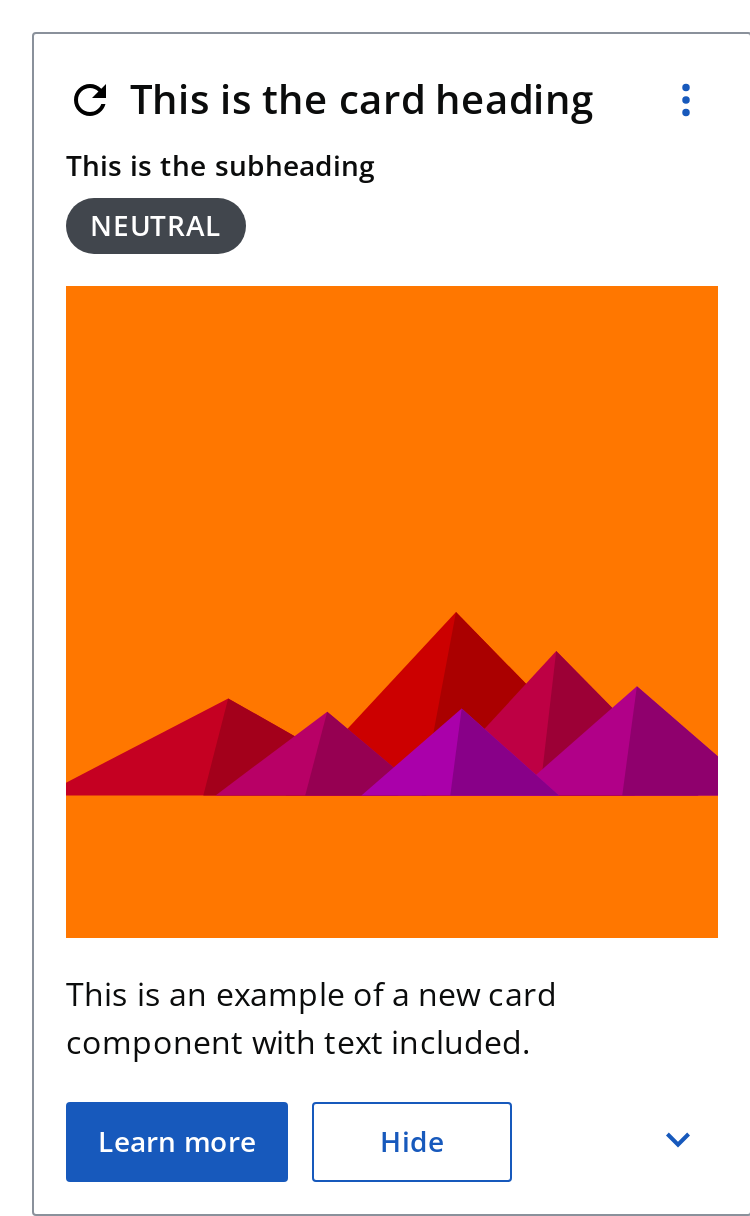 This is the card heading
This is the subheading
NEUTRAL
This is an example of a new card
component with text included.
Learn more
Hide